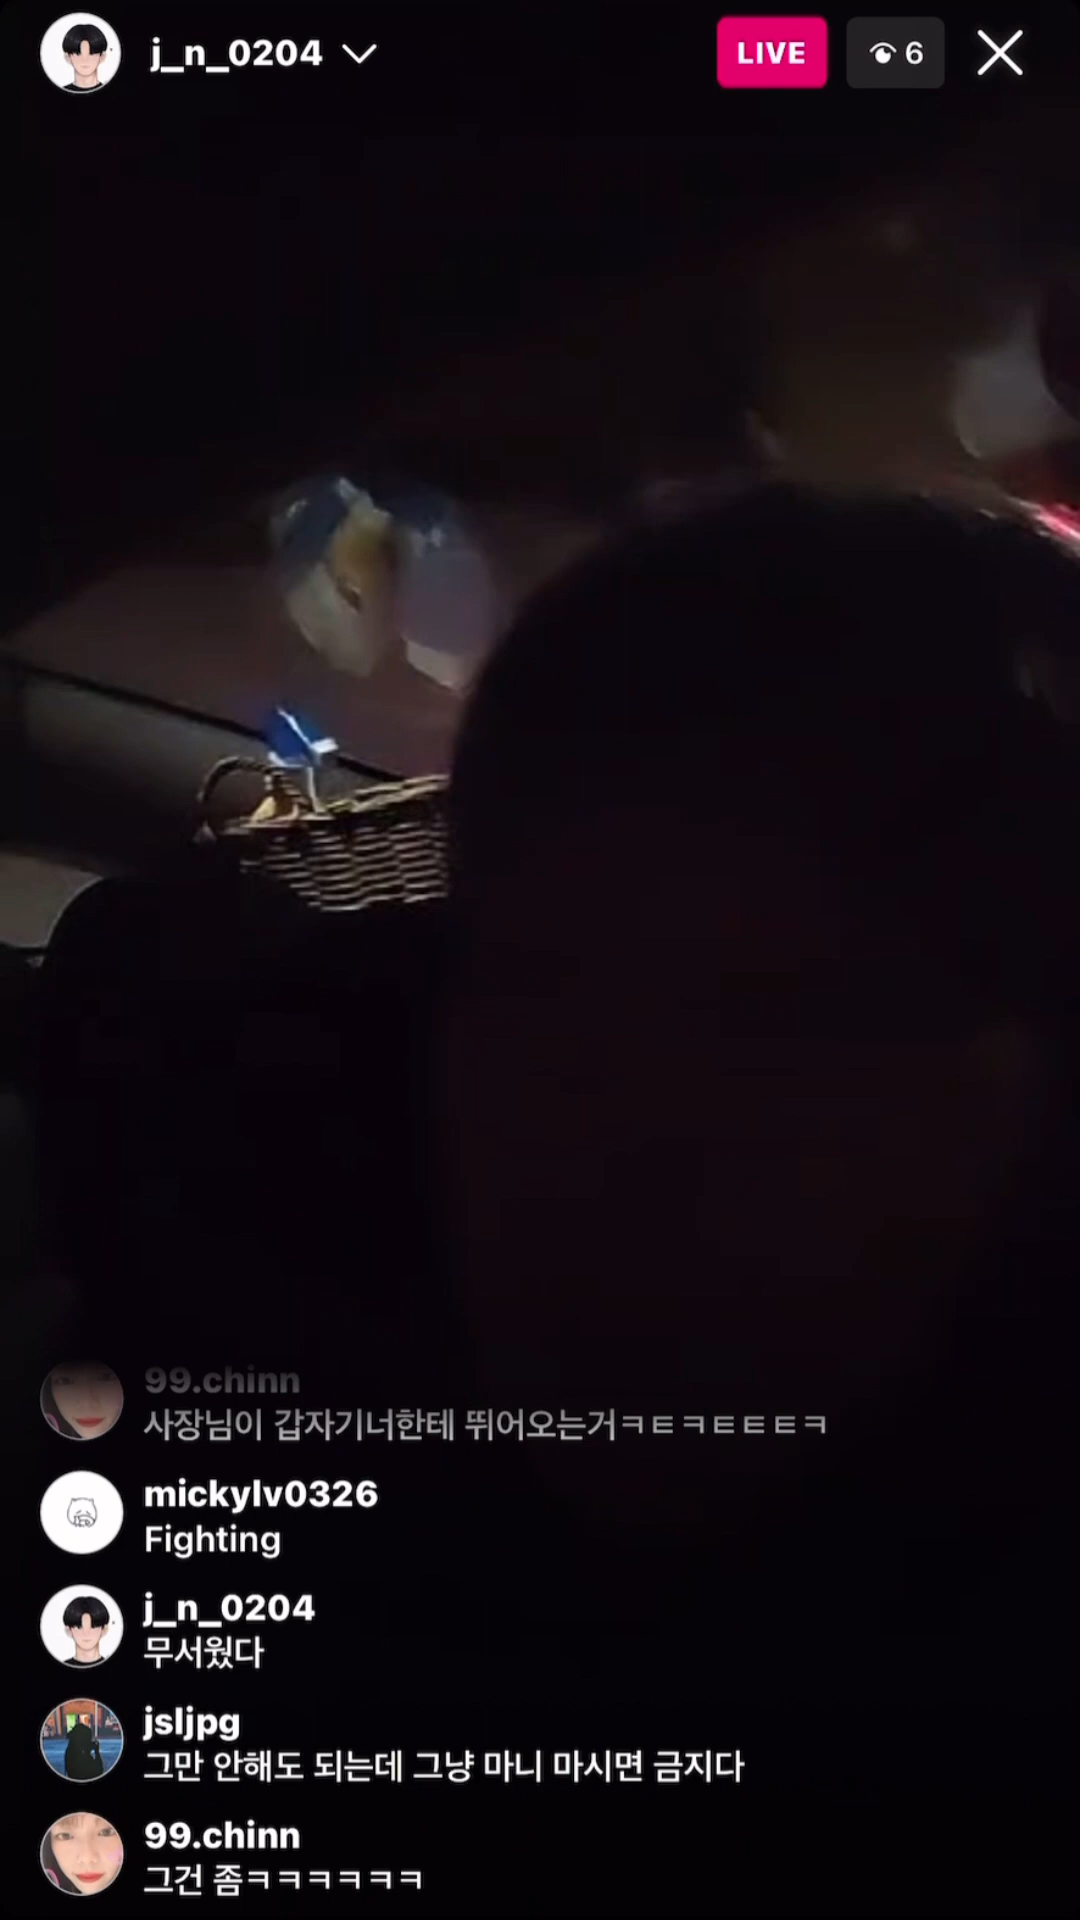 j_n_0204
LIVE
6
99.chinn
사장님이 갑자기너한테 뛰어오는거ㅋㅌㅋㅌㅌㅌㅋ
mickylv0326
Fighting
j_n_0204
무서웠다
jsljpg
그만 안해도 되는데 그냥 마니 마시면 금지다
99.chinn
그건 좀ㅋㅋㅋㅋㅋㅋ